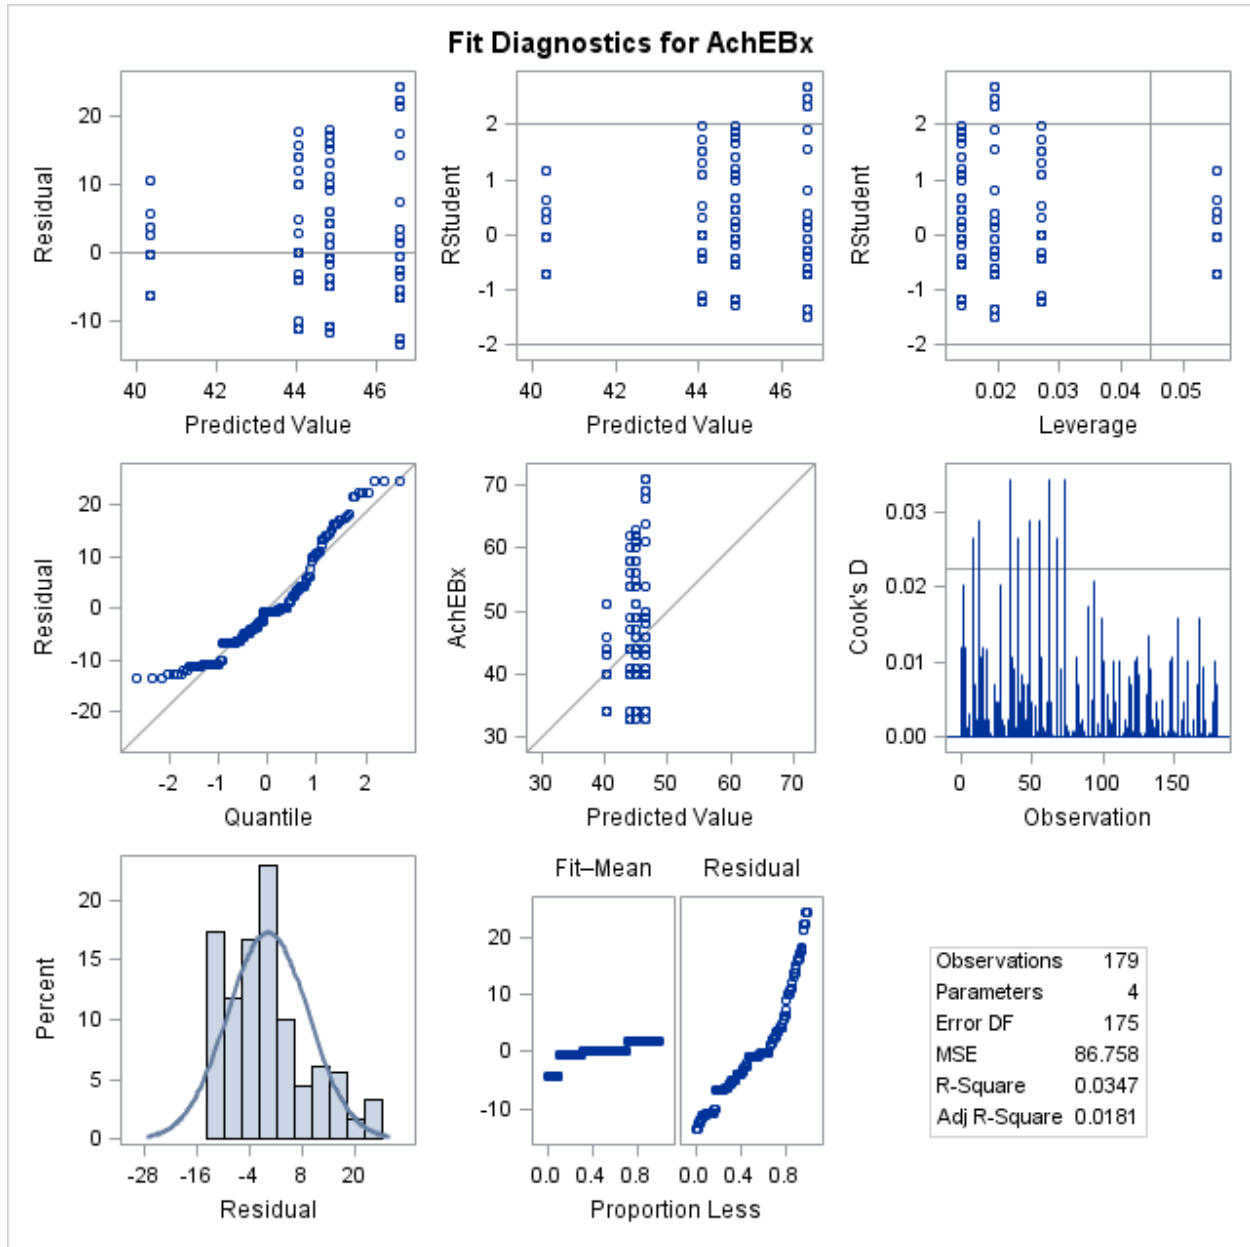 Fit Diagnostics for AchEBx
Residual
20
10
0
-10
40 42 44 46
Predicted Value
RStudent
2
1
0
-1
-2
40 42 44 46
Predicted Value
RStudent
2
1
0
-1
-2
0.02 0.03 0.04 0.05
Leverage
Residual
20
10
0
-10
-20
-2 -1 0 1 2
Quantile
AchEBx
70
60
50
40
30
30 40 50 60 70
Predicted Value
Cook's D
0.03
0.02
0.01
0.00
0 50 100 150
Observation
Percent
20
15
10
5
0
-28 -16 -4 8 20
Residual
Fit–Mean Residual
20
10
0
-10
0.0 0.4 0.8 0.0 0.4 0.8
Proportion Less
Observations 179
Parameters 4
Error DF 175
MSE 86.758
R-Square 0.0347
Adj R-Square 0.0181